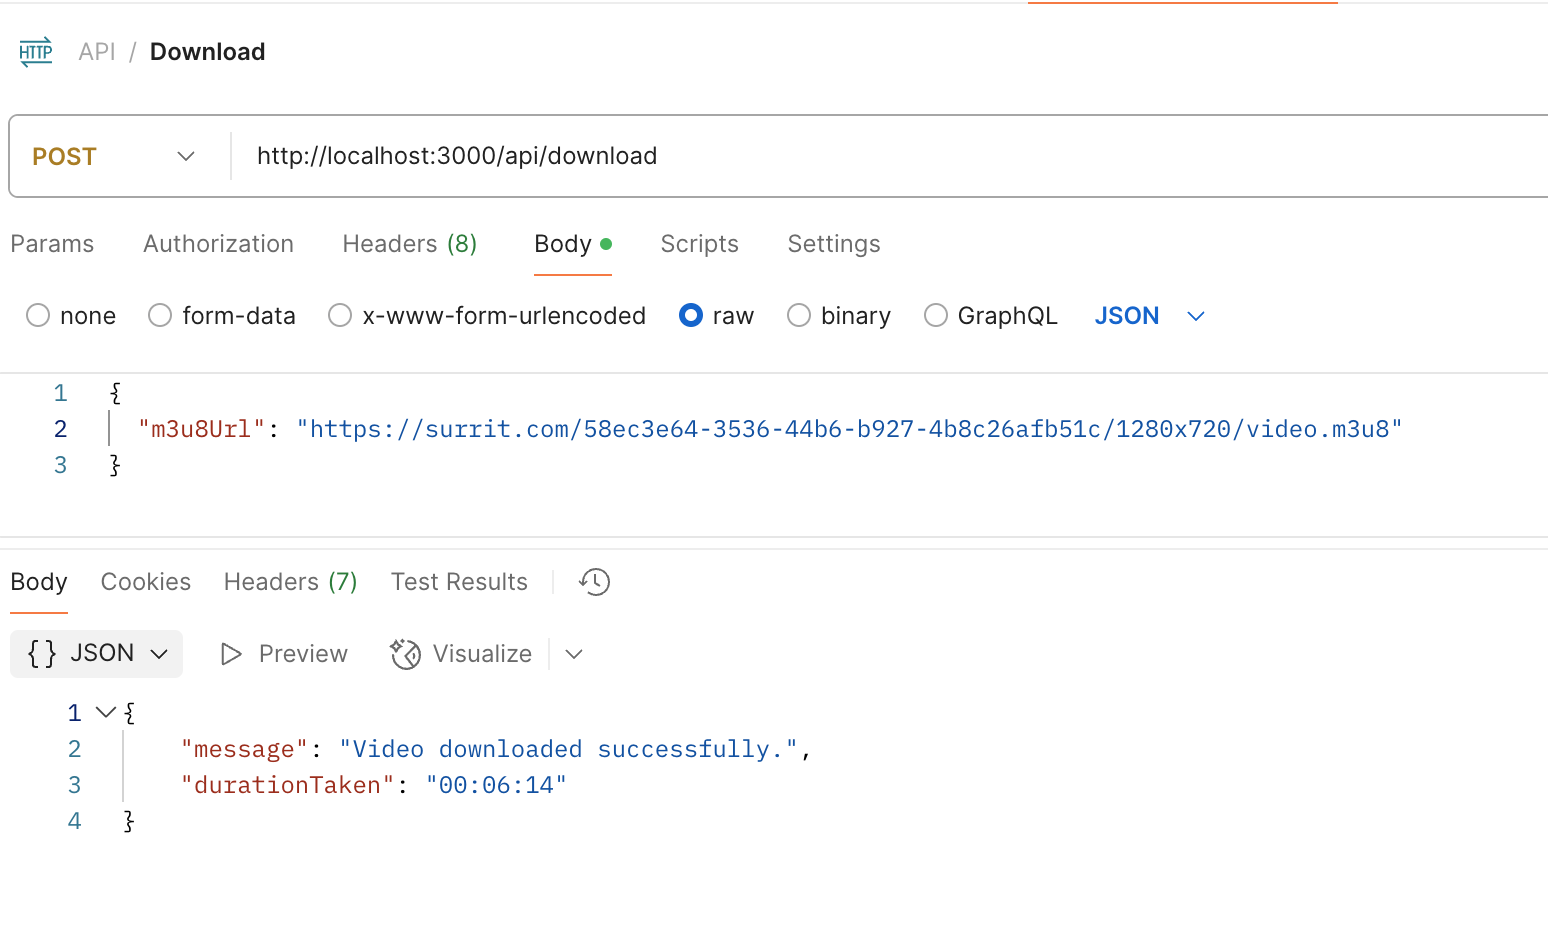 HTTP API / Download
POST http://localhost:3000/api/download
Params Authorization Headers (8) Body Scripts Settings
none form-data x-www-form-urlencoded raw binary GraphQL JSON
1 {
2 "m3u8Url": "https://surrit.com/58ec3e64-3536-44b6-b927-4b8c26afb51c/1280x720/video.m3u8"
3 }
Body Cookies Headers (7) Test Results
{} JSON Preview Visualize
1 {
2 "message": "Video downloaded successfully.",
3 "durationTaken": "00:06:14"
4 }